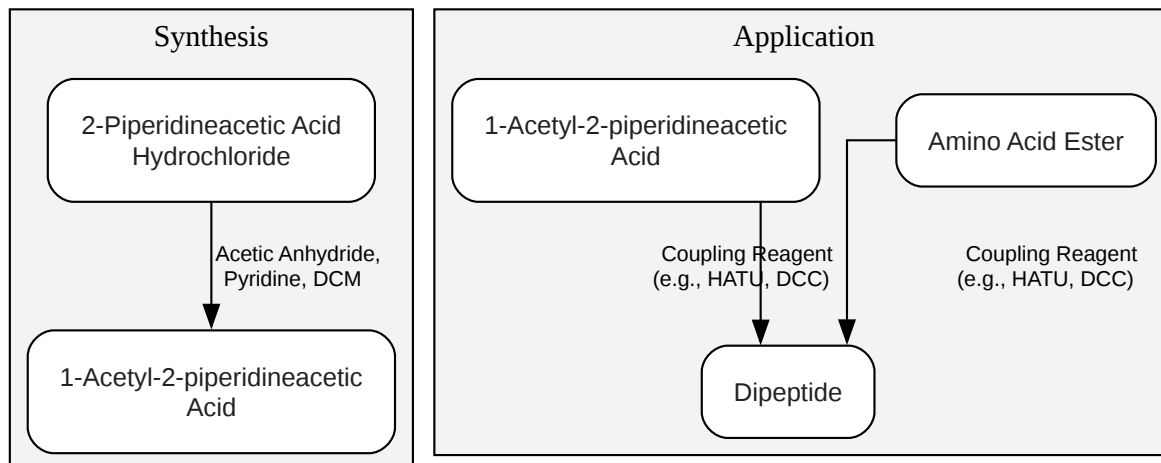 Synthesis
2-Piperidineacetic Acid
Hydrochloride
Acetic Anhydride,
Pyridine, DCM
1-Acetyl-2-piperidineacetic
Acid
Application
1-Acetyl-2-piperidineacetic
Acid
Amino Acid Ester
Coupling Reagent
(e.g., HATU, DCC)
Coupling Reagent
(e.g., HATU, DCC)
Dipeptide